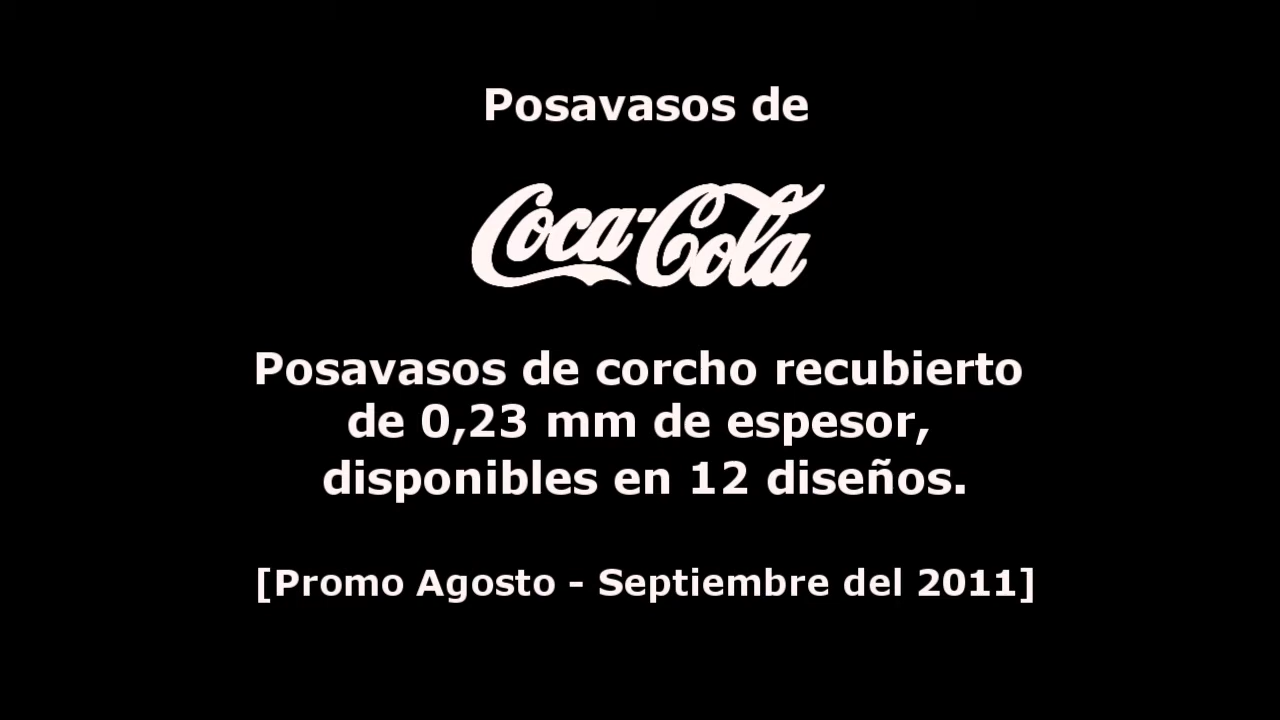 Posavasos de
Coca-Cola
Posavasos de corcho recubierto
de 0,23 mm de espesor,
disponibles en 12 diseños.
[Promo Agosto - Septiembre del 2011]